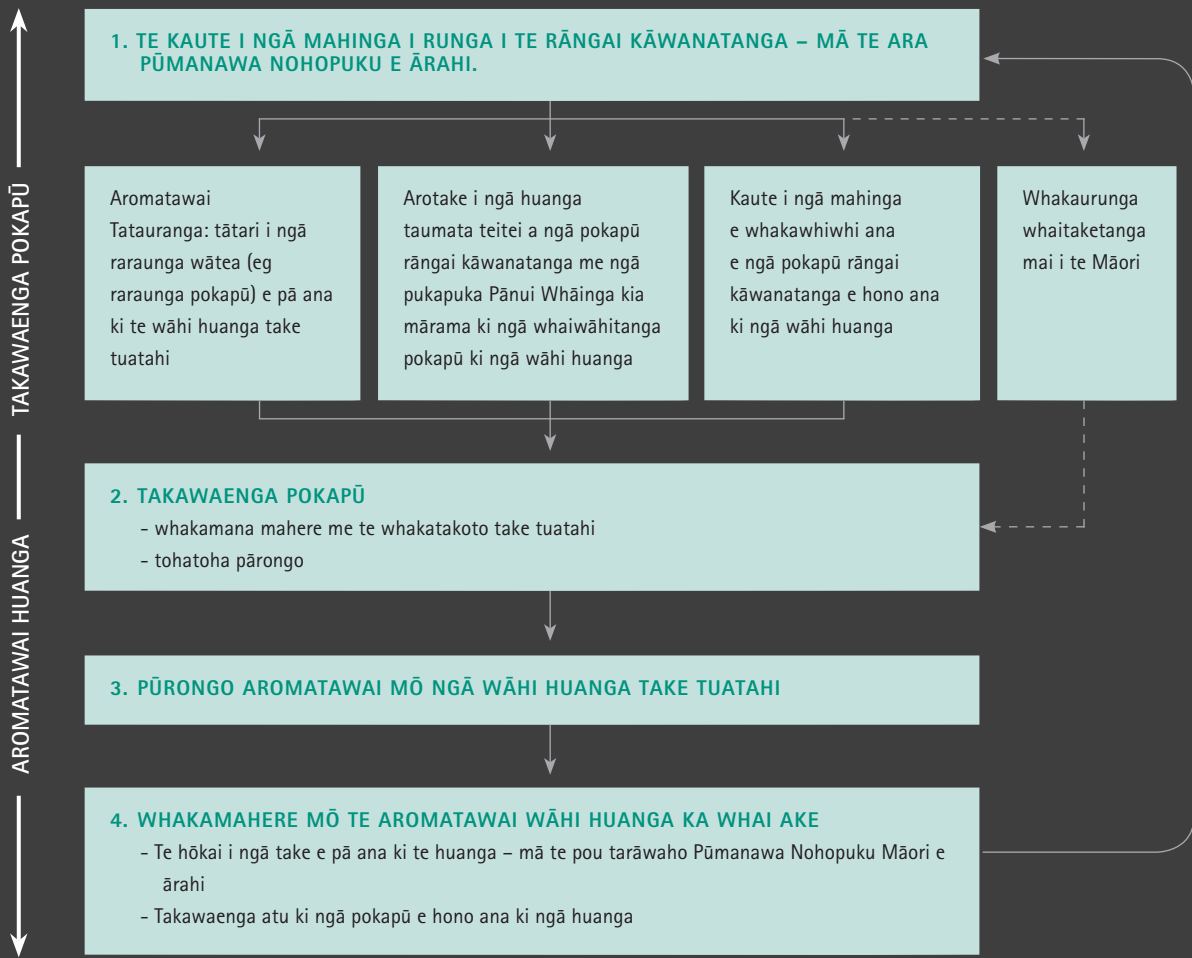 1. TE KAUTE I NGĀ MAHINGA I RUNGA I TE RĀNGAI KĀWANATANGA – MĀ TE ARA
PŪMANAWA NOHOPUKU E ĀRAHI.
Aromatawai
Tatauranga: tātari i ngā
raraunga wātea (eg
raraunga pokapū) e pā ana
ki te wāhi huanga take
tuatahi
Arotake i ngā huanga
taumata teitei a ngā pokapū
rāngai kāwanatanga me ngā
pukapuka Pānui Whāinga kia
mārama ki ngā whaiwāhitanga
pokapū ki ngā wāhi huanga
Kaute i ngā mahinga
e whakawhiwhi ana
e ngā pokapū rāngai
kāwanatanga e hono ana
ki ngā wāhi huanga
Whakaurunga
whaitaketanga
mai i te Māori
2. TAKAWAENGA POKAPŪ
- whakamana mahere me te whakatakoto take tuatahi
- tohatoha pārongo
3. PŪRONGO AROMATAWAI MŌ NGĀ WĀHI HUANGA TAKE TUATAHI
4. WHAKAMAHERE MŌ TE AROMATAWAI WĀHI HUANGA KA WHAI AKE
- Te hōkai i ngā take e pā ana ki te huanga – mā te pou tarāwaho Pūmanawa Nohopuku Māori e
ārahi
- Takawaenga atu ki ngā pokapū e hono ana ki ngā huanga
TAKAWAENGA POKAPŪ
AROMATAWAI HUANGA